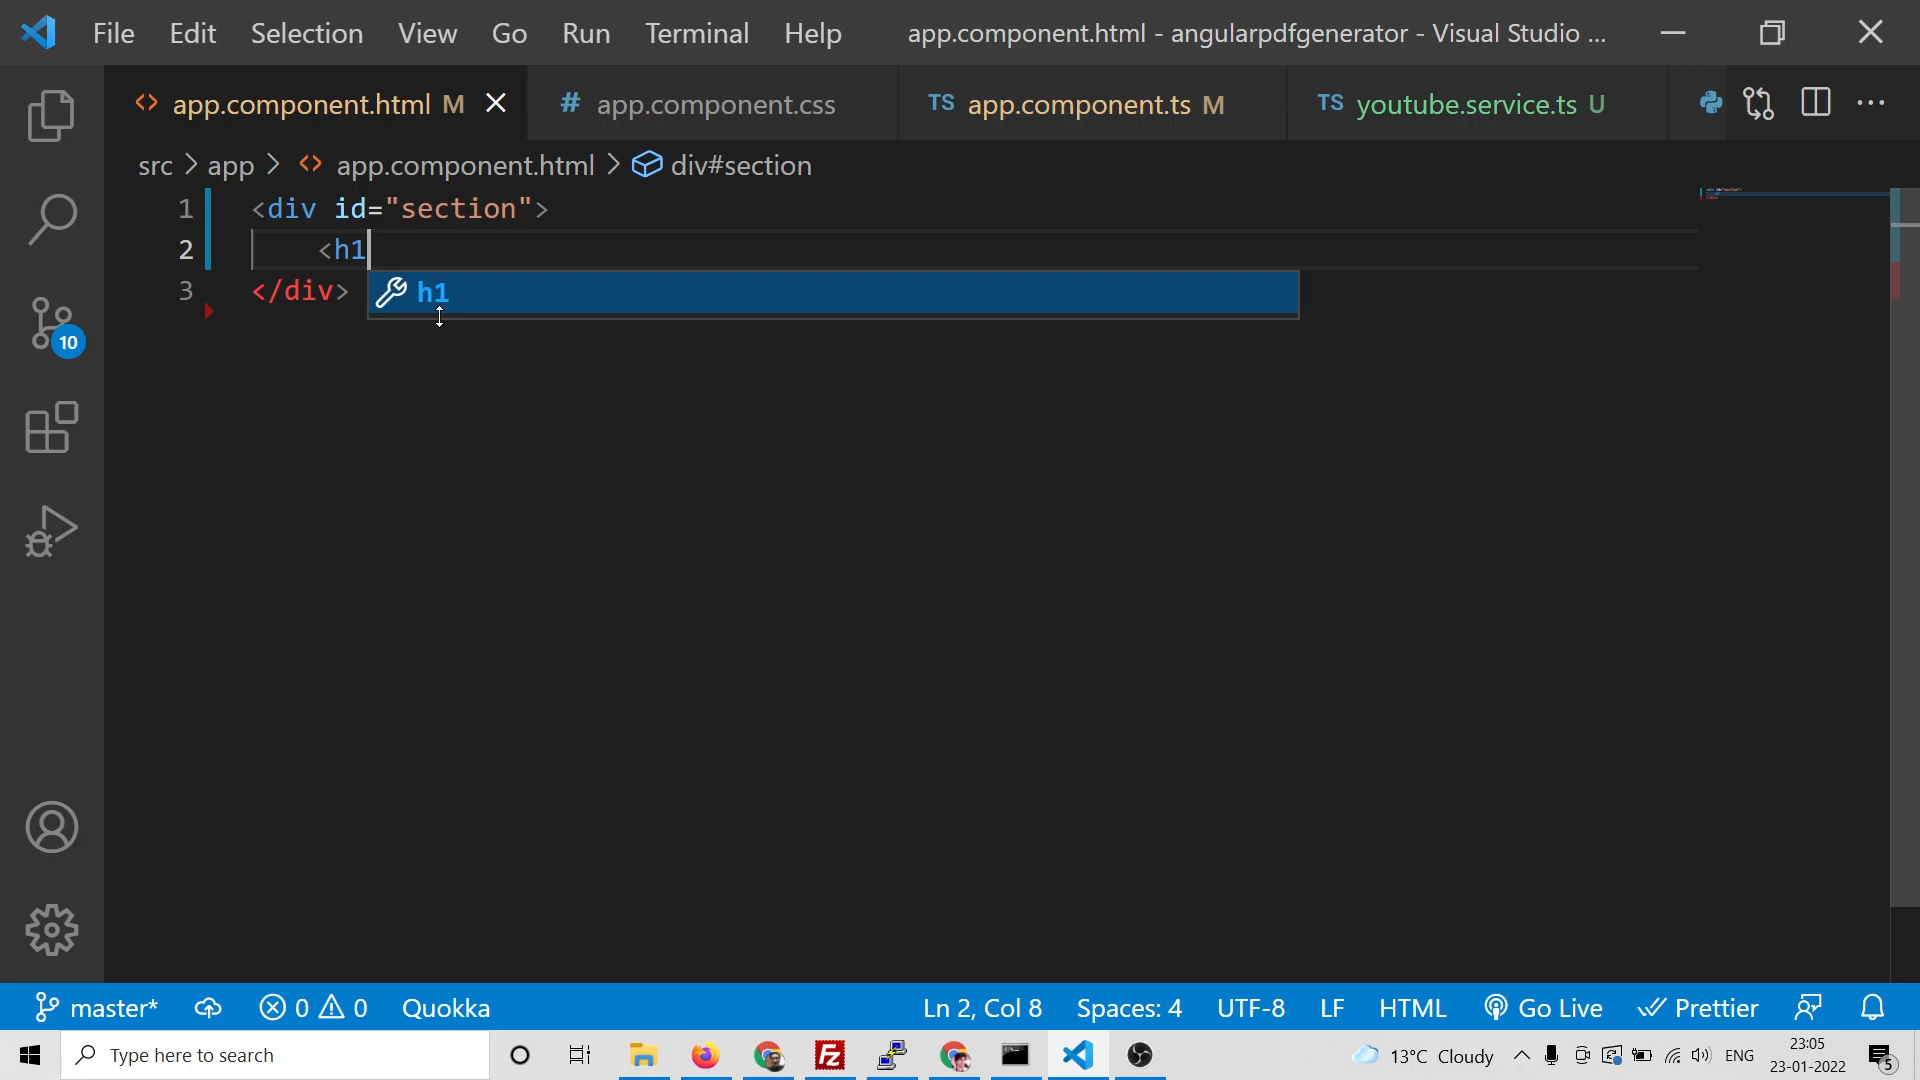 File Edit Selection View Go Run Terminal Help app.component.html - angularpdfgenerator - Visual Studio ...
app.component.html M # app.component.css TS app.component.ts M TS youtube.service.ts U
src > app > app.component.html > div#section
1 <div id="section">
2 <h1
3 </div>
h1
10
master* 0 0 Quokka Ln 2, Col 8 Spaces: 4 UTF-8 LF HTML Go Live Prettier
Type here to search Fz 13°C Cloudy ENG 23:05
23-01-2022 5